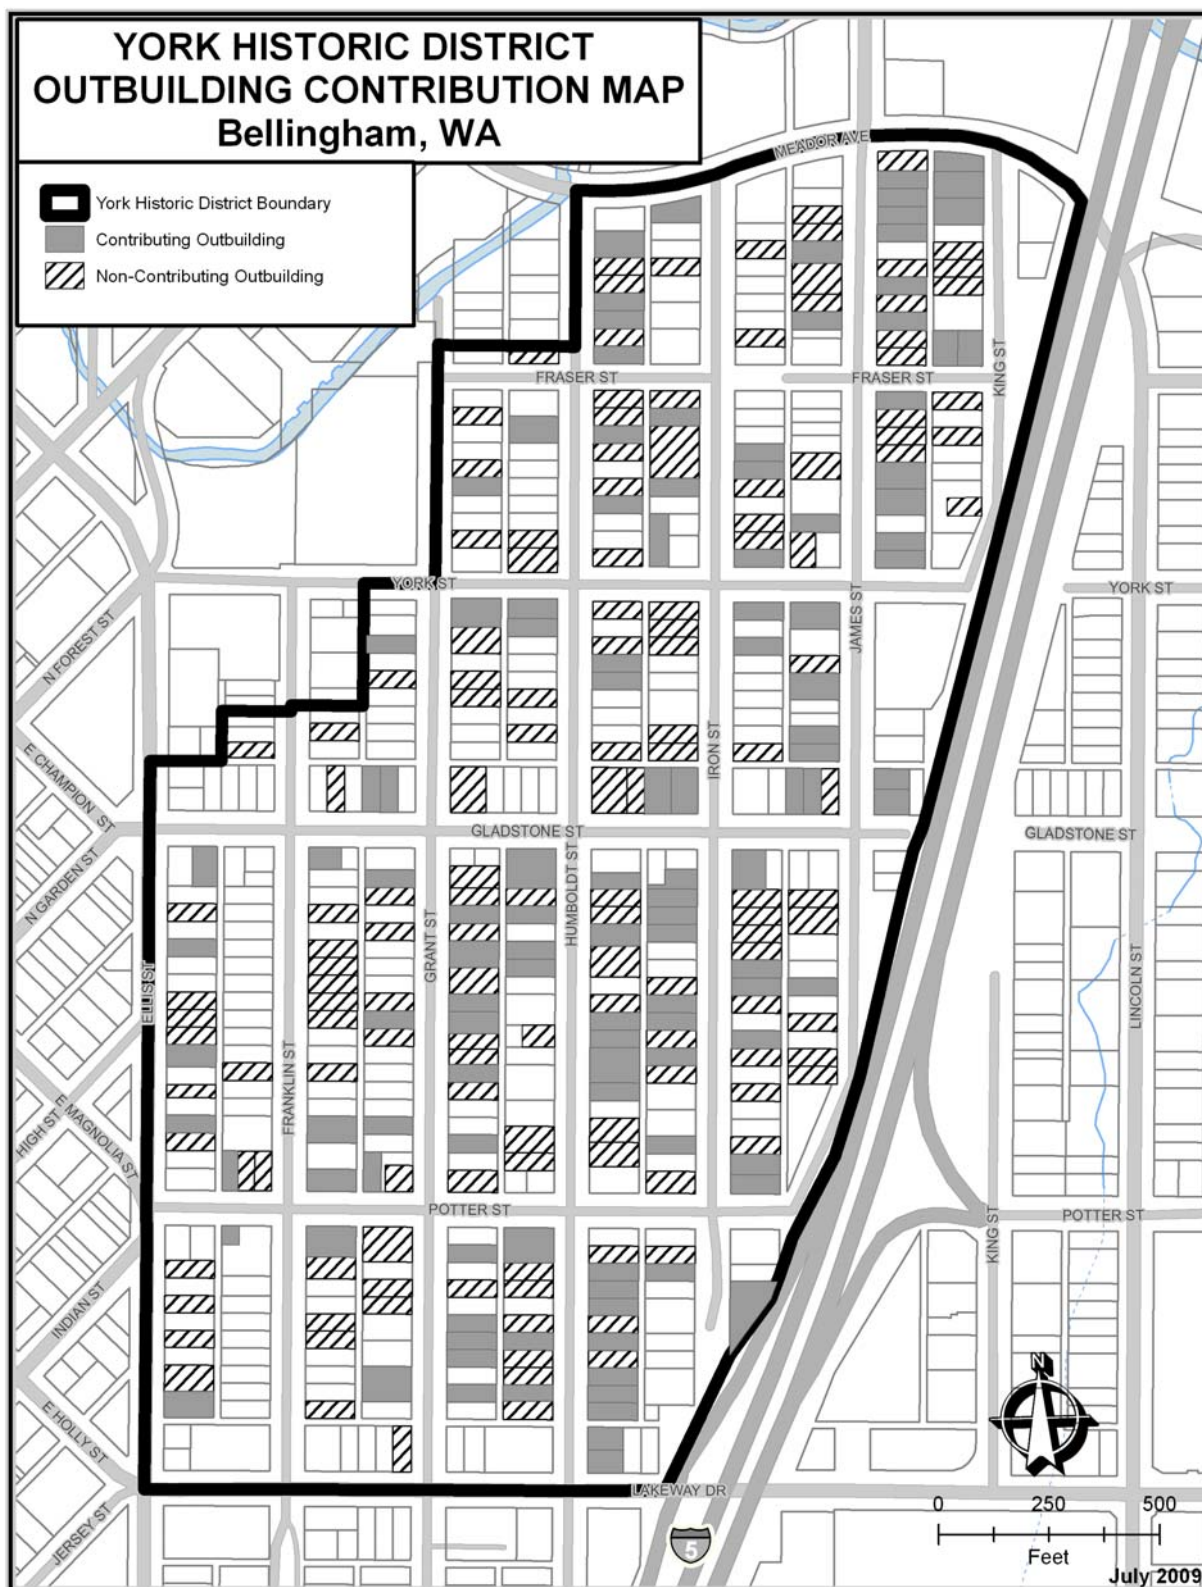 YORK HISTORIC DISTRICT
OUTBUILDING CONTRIBUTION MAP
Bellingham, WA
York Historic District Boundary
Contributing Outbuilding
Non-Contributing Outbuilding
MEADOR AVE
FRASER ST
FRASER ST
KING ST
YORK ST
YORK ST
JAMES ST
N FOREST ST
IRON ST
E CHAMPION ST
GLADSTONE ST
GLADSTONE ST
N GARDEN ST
HUMBOLDT ST
GRANT ST
ELLIS ST
LINCOLN ST
FRANKLIN ST
HIGH ST
E MAGNOLIA ST
POTTER ST
POTTER ST
KING ST
INDIAN ST
E HOLLY ST
N
LAKEWAY DR
JERSEY ST
5
0 250 500
Feet
July 2009